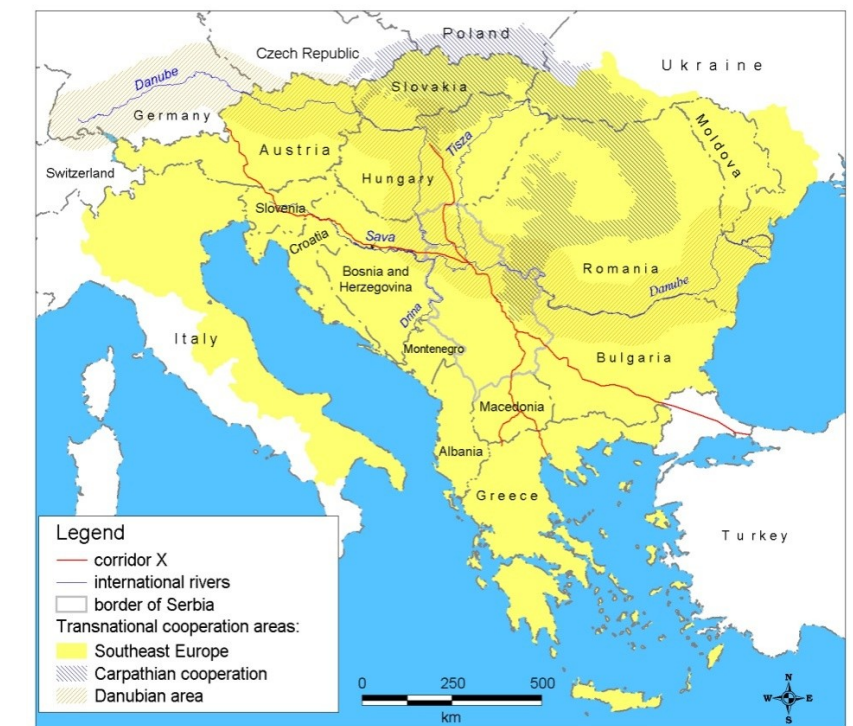 Poland
Czech Republic
Ukraine
Danube
Slovakia
Germany
Moldova
Tisza
Austria
Switzerland
Hungary
Slovenia
Croatia
Sava
Bosnia and
Herzegovina
Romania
Danube
Drina
Italy
Montenegro
Bulgaria
Macedonia
Albania
Greece
Turkey
Legend
corridor X
international rivers
border of Serbia
Transnational cooperation areas:
Southeast Europe
Carpathian cooperation
Danubian area
0 250 500
km
N
W E
S